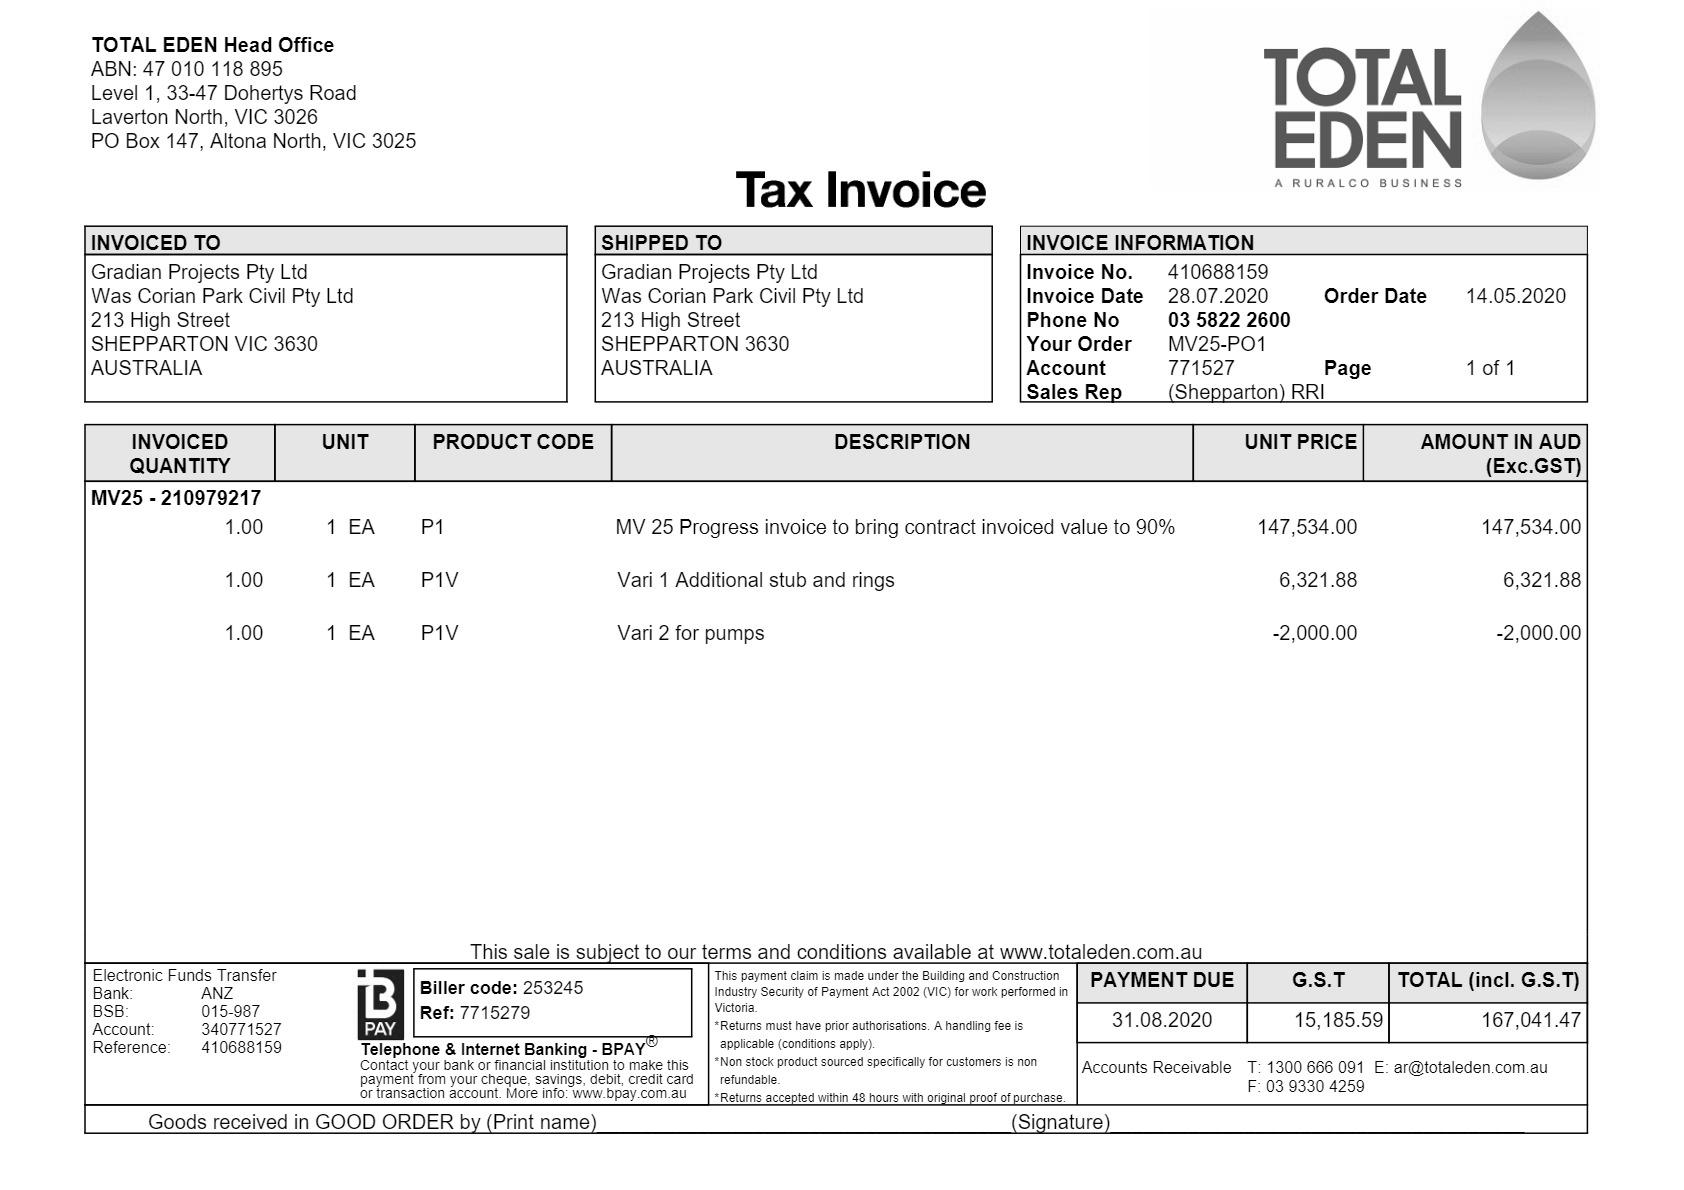 TOTAL EDEN Head Office
ABN: 47 010 118 895
Level 1, 33-47 Dohertys Road
Laverton North, VIC 3026
PO Box 147, Altona North, VIC 3025
TOTAL
EDEN
A RURALCO BUSINESS
Tax Invoice
INVOICED TO
Gradian Projects Pty Ltd
Was Corian Park Civil Pty Ltd
213 High Street
SHEPPARTON VIC 3630
AUSTRALIA
SHIPPED TO
Gradian Projects Pty Ltd
Was Corian Park Civil Pty Ltd
213 High Street
SHEPPARTON 3630
AUSTRALIA
INVOICE INFORMATION
Invoice No. 410688159
Invoice Date 28.07.2020 Order Date 14.05.2020
Phone No 03 5822 2600
Your Order MV25-PO1
Account 771527 Page 1 of 1
Sales Rep (Shepparton) RRI
INVOICED QUANTITY UNIT PRODUCT CODE DESCRIPTION UNIT PRICE AMOUNT IN AUD (Exc.GST)
MV25 - 210979217
1.00 1 EA P1 MV 25 Progress invoice to bring contract invoiced value to 90% 147,534.00 147,534.00
1.00 1 EA P1V Vari 1 Additional stub and rings 6,321.88 6,321.88
1.00 1 EA P1V Vari 2 for pumps -2,000.00 -2,000.00
This sale is subject to our terms and conditions available at www.totaleden.com.au
Electronic Funds Transfer
Bank: ANZ
BSB: 015-987
Account: 340771527
Reference: 410688159
B
PAY
Biller code: 253245
Ref: 7715279
Telephone & Internet Banking - BPAY®
Contact your bank or financial institution to make this
payment from your cheque, savings, debit, credit card
or transaction account. More info: www.bpay.com.au
This payment claim is made under the Building and Construction
Industry Security of Payment Act 2002 (VIC) for work performed in
Victoria.
*Returns must have prior authorisations. A handling fee is
applicable (conditions apply).
*Non stock product sourced specifically for customers is non
refundable.
*Returns accepted within 48 hours with original proof of purchase.
PAYMENT DUE G.S.T TOTAL (incl. G.S.T)
31.08.2020 15,185.59 167,041.47
Accounts Receivable T: 1300 666 091 E: ar@totaleden.com.au
F: 03 9330 4259
Goods received in GOOD ORDER by (Print name) (Signature)